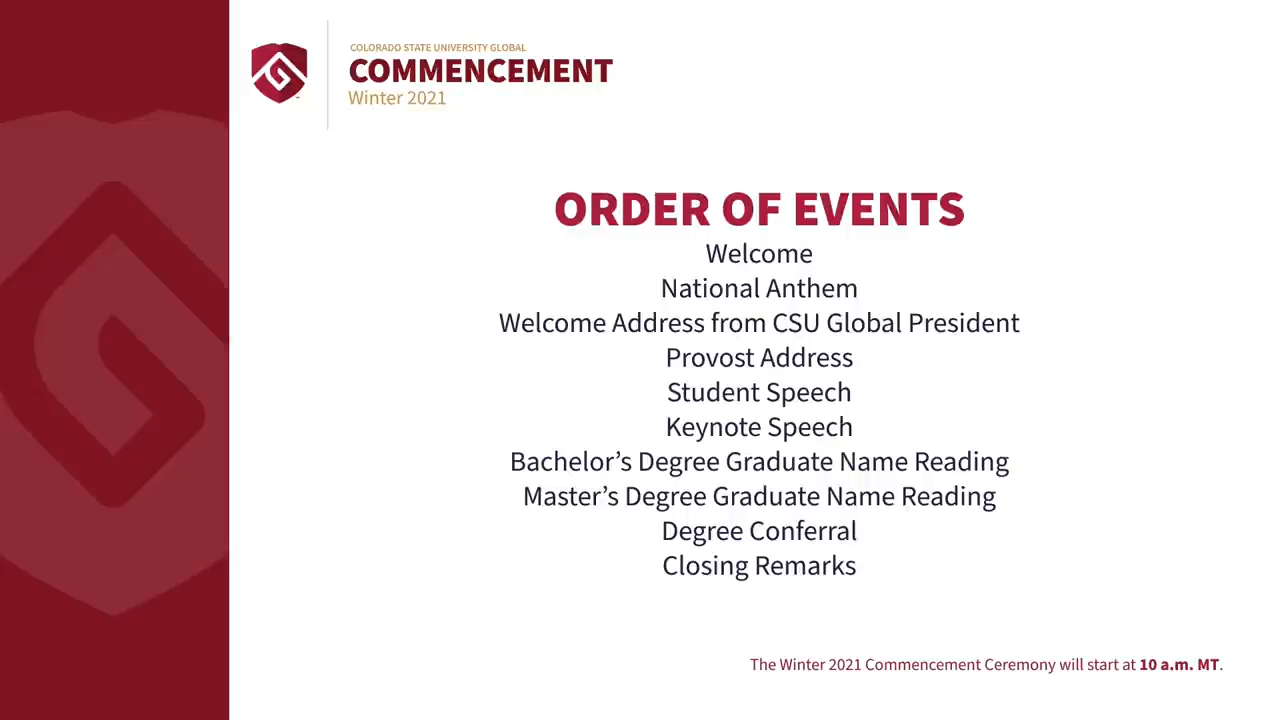 COLORADO STATE UNIVERSITY GLOBAL
COMMENCEMENT
Winter 2021
ORDER OF EVENTS
Welcome
National Anthem
Welcome Address from CSU Global President
Provost Address
Student Speech
Keynote Speech
Bachelor’s Degree Graduate Name Reading
Master’s Degree Graduate Name Reading
Degree Conferral
Closing Remarks
The Winter 2021 Commencement Ceremony will start at 10 a.m. MT.